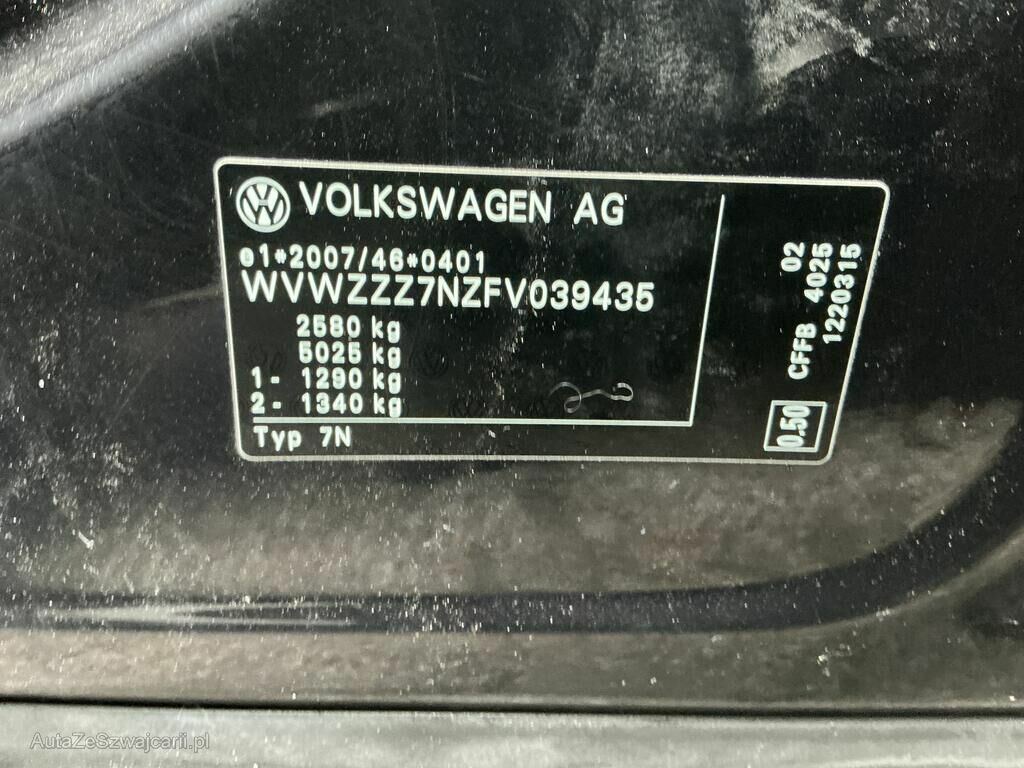 VOLKSWAGEN AG
e1*2007/46*0401
WVWZZZ7NZFV039435
2580 kg
5025 kg
1- 1290 kg
2- 1340 kg
Typ 7N
02
CFFB 4025
1220315
0.50
AutaZeSzwajcarii.pl